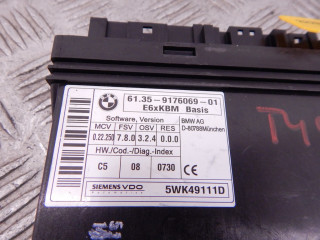 BMW
61.35-9176069-01
E6xKBM Basis
Software, Version
BMW AG
MCV FSV OSV RES
D-80788München
0.22.250 7.8.0 3.2.4 0.0.0
HW./Cod-/Diag.-Index
C5 08 0730
SIEMENS VDO
5WK49111D